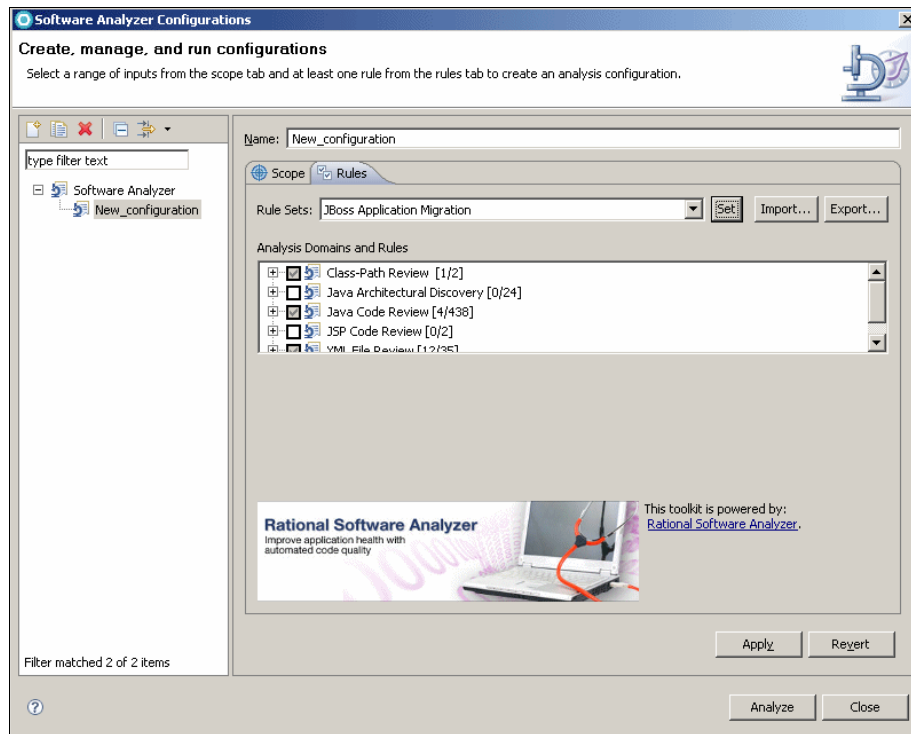 Software Analyzer Configurations
Create, manage, and run configurations
Select a range of inputs from the scope tab and at least one rule from the rules tab to create an analysis configuration.
type filter text
Software Analyzer
New_configuration
Filter matched 2 of 2 items
Name: New_configuration
Scope Rules
Rule Sets: JBoss Application Migration Set Import... Export...
Analysis Domains and Rules
Class-Path Review [1/2]
Java Architectural Discovery [0/24]
Java Code Review [4/438]
JSP Code Review [0/2]
XML File Review [12/35]
Rational Software Analyzer
Improve application health with
automated code quality
This toolkit is powered by:
Rational Software Analyzer.
Apply Revert
Analyze Close